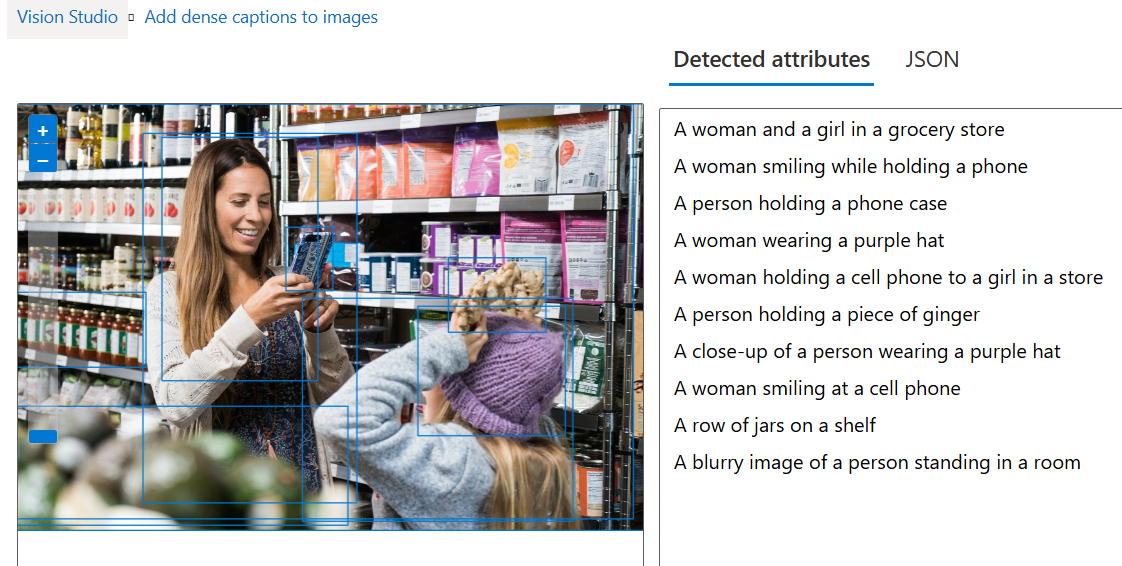 Vision Studio Add dense captions to images
Detected attributes JSON
+
−
A woman and a girl in a grocery store
A woman smiling while holding a phone
A person holding a phone case
A woman wearing a purple hat
A woman holding a cell phone to a girl in a store
A person holding a piece of ginger
A close-up of a person wearing a purple hat
A woman smiling at a cell phone
A row of jars on a shelf
A blurry image of a person standing in a room